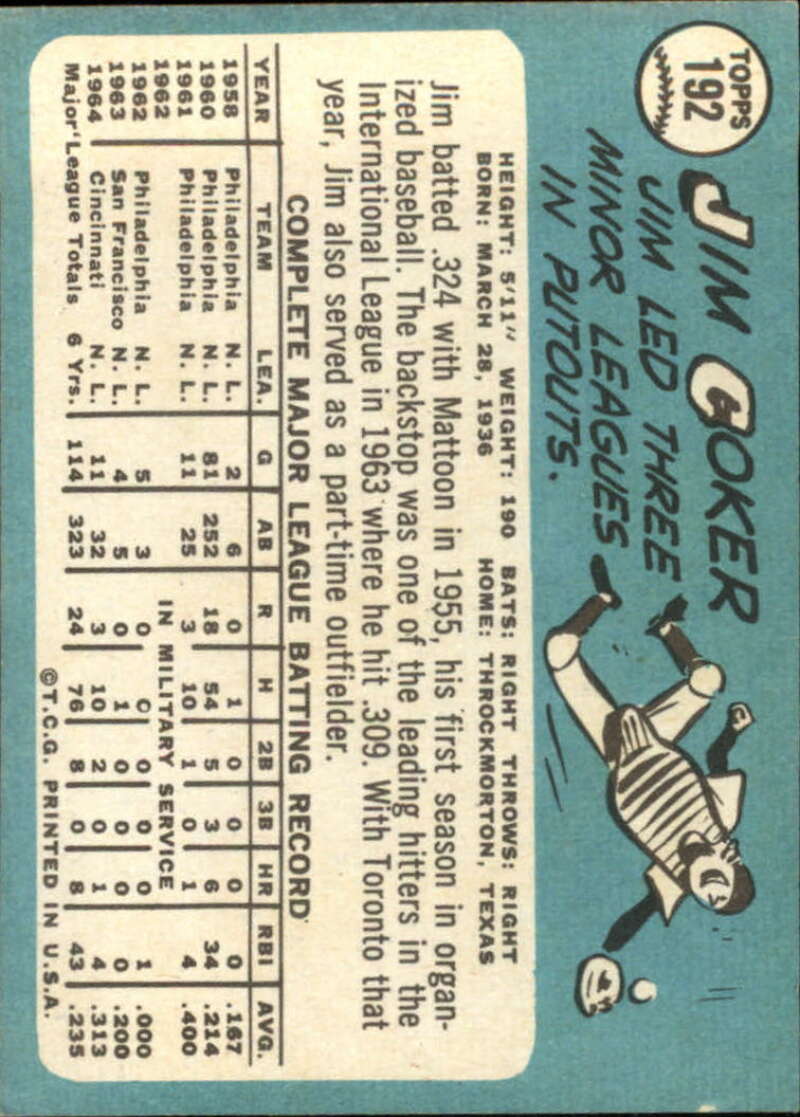 TOPPS
192
JIM COKER
JIM LED THREE
MINOR LEAGUES
IN PUTOUTS.
HEIGHT: 5'11" WEIGHT: 190 BATS: RIGHT THROWS: RIGHT
BORN: MARCH 28, 1936 HOME: THROCKMORTON, TEXAS
Jim batted .324 with Mattoon in 1955, his first season in organ-
ized baseball. The backstop was one of the leading hitters in the
International League in 1963 where he hit .309. With Toronto that
year, Jim also served as a part-time outfielder.
COMPLETE MAJOR LEAGUE BATTING RECORD
YEAR TEAM LEA. G AB R H 2B 3B HR RBI AVG.
1958 Philadelphia N. L. 2 6 0 1 0 0 0 0 .167
1960 Philadelphia N. L. 81 252 18 54 5 3 6 34 .214
1961 Philadelphia N. L. 11 25 3 10 1 0 1 4 .400
1962 IN MILITARY SERVICE
1962 Philadelphia N. L. 5 3 0 0 0 0 0 1 .000
1963 San Francisco N. L. 4 5 0 1 0 0 0 0 .200
1964 Cincinnati N. L. 11 32 3 10 2 0 1 4 .313
Major League Totals 6 Yrs. 114 323 24 76 8 0 8 43 .235
©T.C.G. PRINTED IN U.S.A.